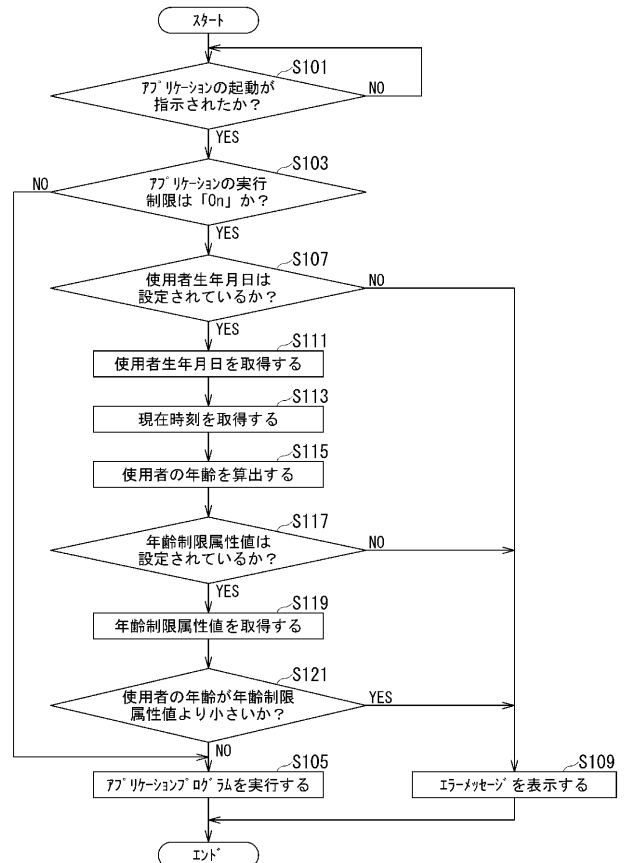 スタート
S101
アプリケーションの起動が
指示されたか？
NO
YES
S103
NO
アプリケーションの実行
制限は「On」か？
YES
S107
使用者生年月日は
設定されているか？
NO
YES
S111
使用者生年月日を取得する
S113
現在時刻を取得する
S115
使用者の年齢を算出する
S117
年齢制限属性値は
設定されているか？
NO
YES
S119
年齢制限属性値を取得する
S121
使用者の年齢が年齢制限
属性値より小さいか？
YES
NO
S105
アプリケーションプログラムを実行する
S109
エラーメッセージを表示する
エンド